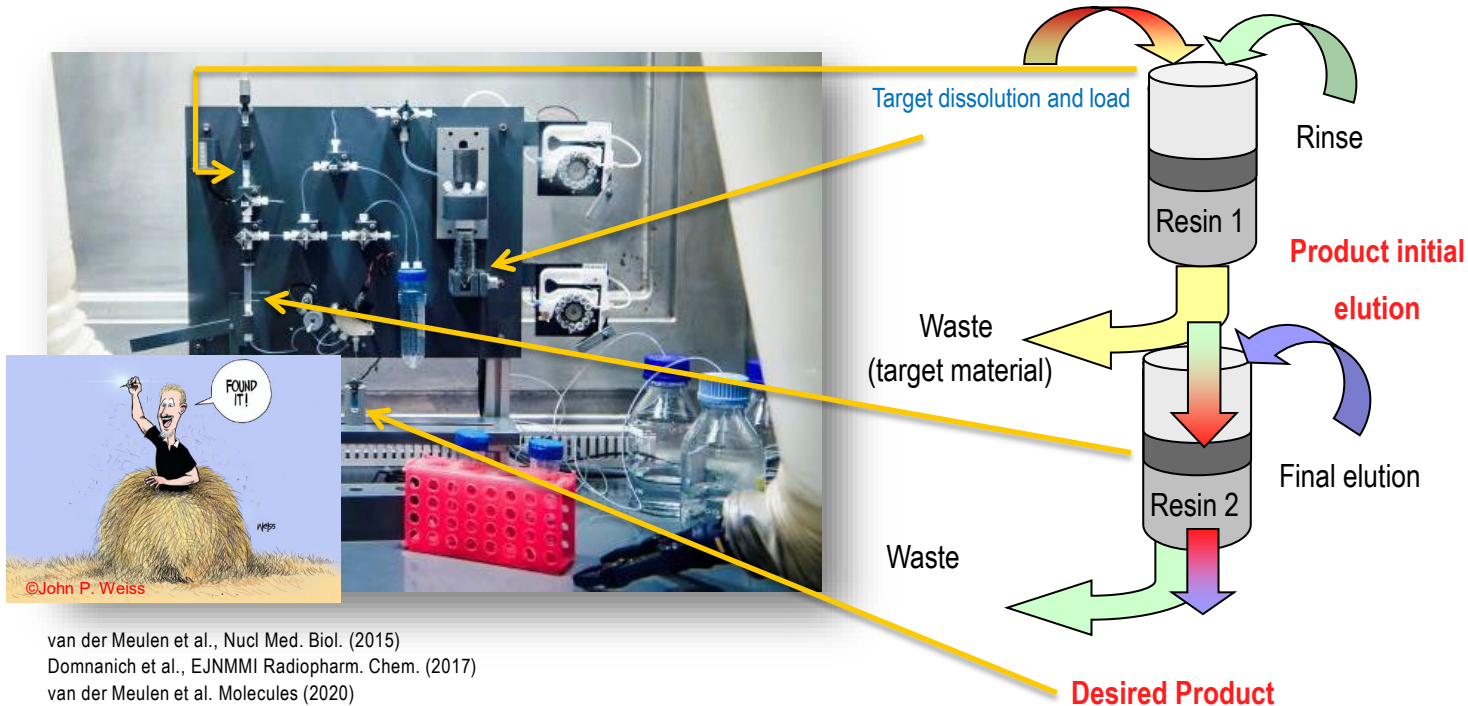 Target dissolution and load
Rinse
Resin 1
Product initial
elution
Waste
(target material)
Final elution
Resin 2
Waste
FOUND
IT!
WEISS
©John P. Weiss
van der Meulen et al., Nucl Med. Biol. (2015)
Domnanich et al., EJNMMI Radiopharm. Chem. (2017)
van der Meulen et al. Molecules (2020)
Desired Product